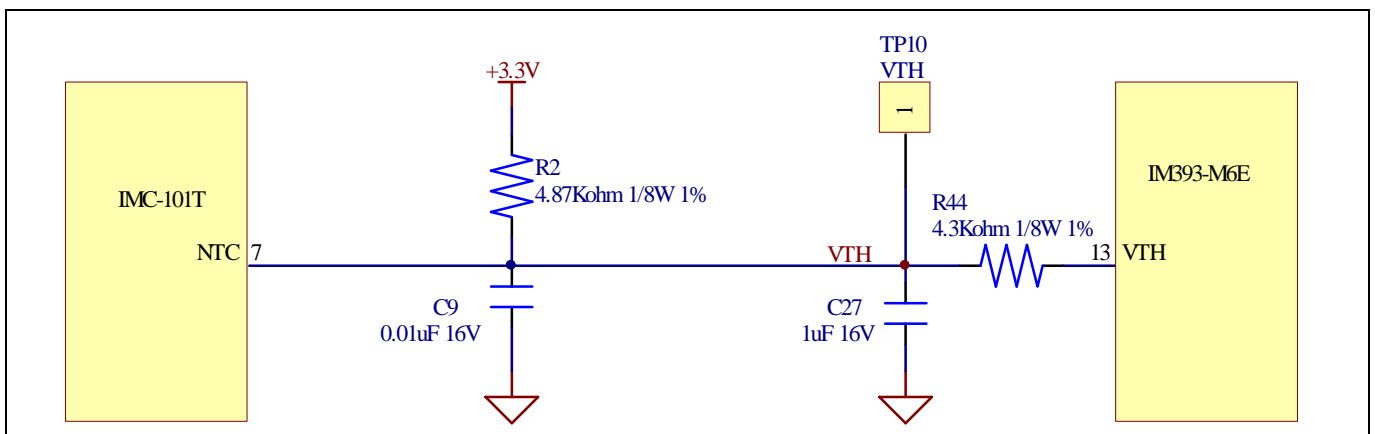 TP10
VTH
1
+3.3V
IMC-101T
R2
4.87Kohm 1/8W 1%
IM393-M6E
R44
4.3Kohm 1/8W 1%
NTC 7
VTH
13 VTH
C9
0.01uF 16V
C27
1uF 16V